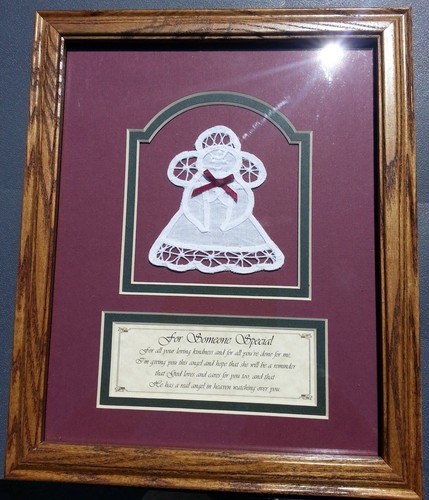 For Someone Special
For all your loving kindness and for all you've done for me,
I'm giving you this angel and hope that she will be a reminder
that God loves and cares for you too, and that
He has a real angel in heaven watching over you